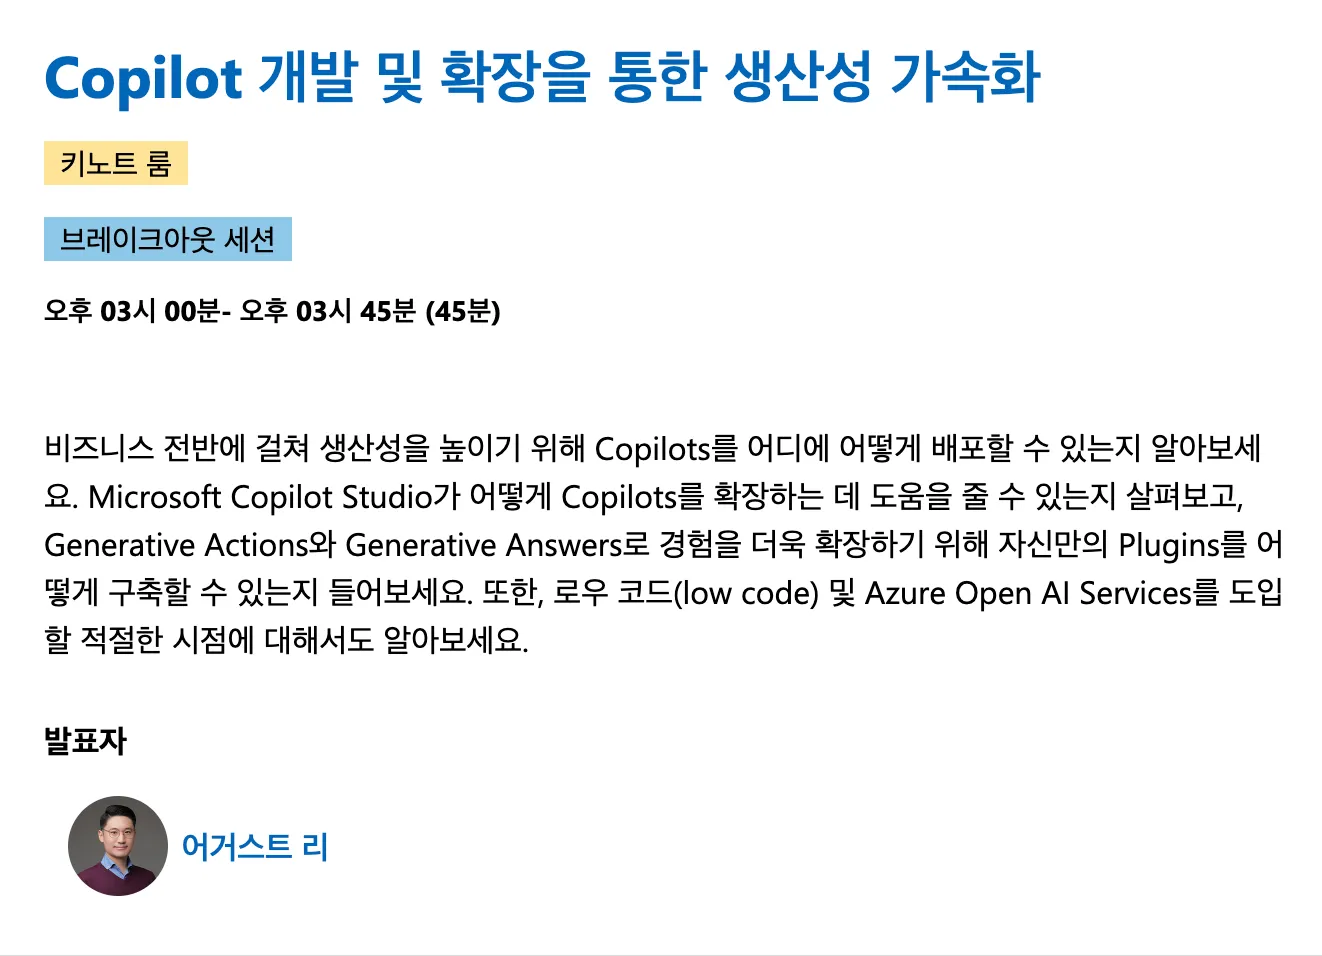 Copilot 개발 및 확장을 통한 생산성 가속화
키노트 룸
브레이크아웃 세션
오후 03시 00분- 오후 03시 45분 (45분)
비즈니스 전반에 걸쳐 생산성을 높이기 위해 Copilots를 어디에 어떻게 배포할 수 있는지 알아보세
요. Microsoft Copilot Studio가 어떻게 Copilots를 확장하는 데 도움을 줄 수 있는지 살펴보고,
Generative Actions와 Generative Answers로 경험을 더욱 확장하기 위해 자신만의 Plugins를 어
떻게 구축할 수 있는지 들어보세요. 또한, 로우 코드(low code) 및 Azure Open AI Services를 도입
할 적절한 시점에 대해서도 알아보세요.
발표자
어거스트 리